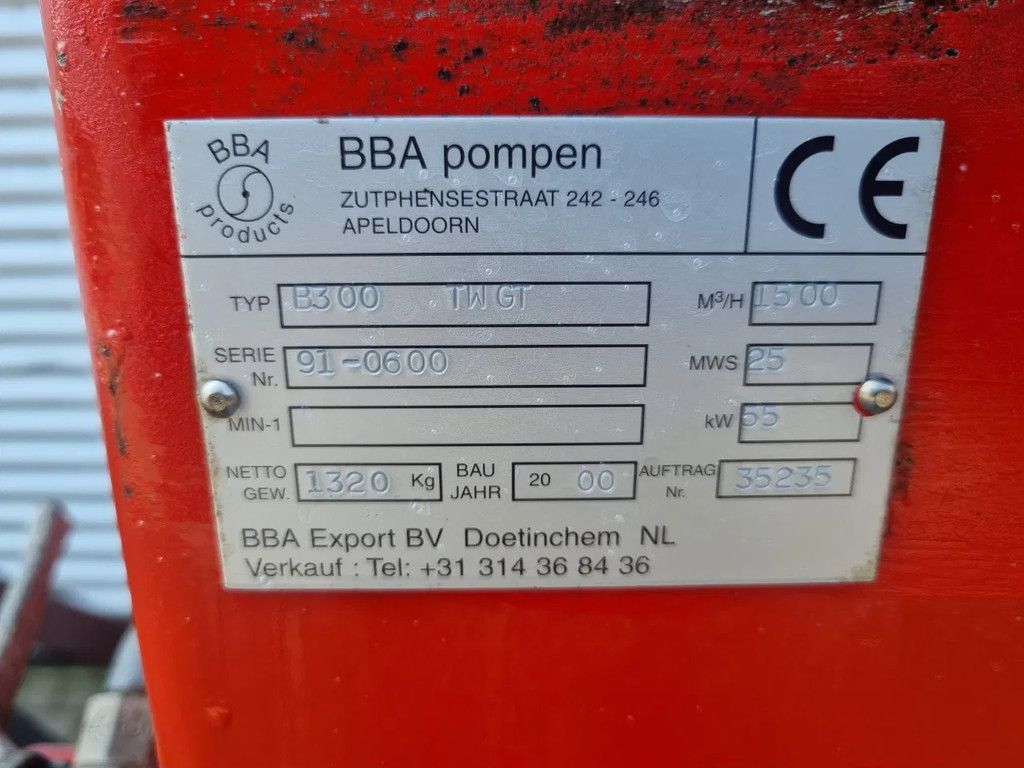 BBA products
BBA pompen
ZUTPHENSESTRAAT 242 - 246
APELDOORN
CE
TYP B300 TWGT M³/H 1500
SERIE Nr. 91-0600 MWS 25
MIN-1 kW 55
NETTO GEW. 1320 Kg BAU JAHR 20 00 AUFTRAG Nr. 35235
BBA Export BV Doetinchem NL
Verkauf : Tel: +31 314 36 84 36